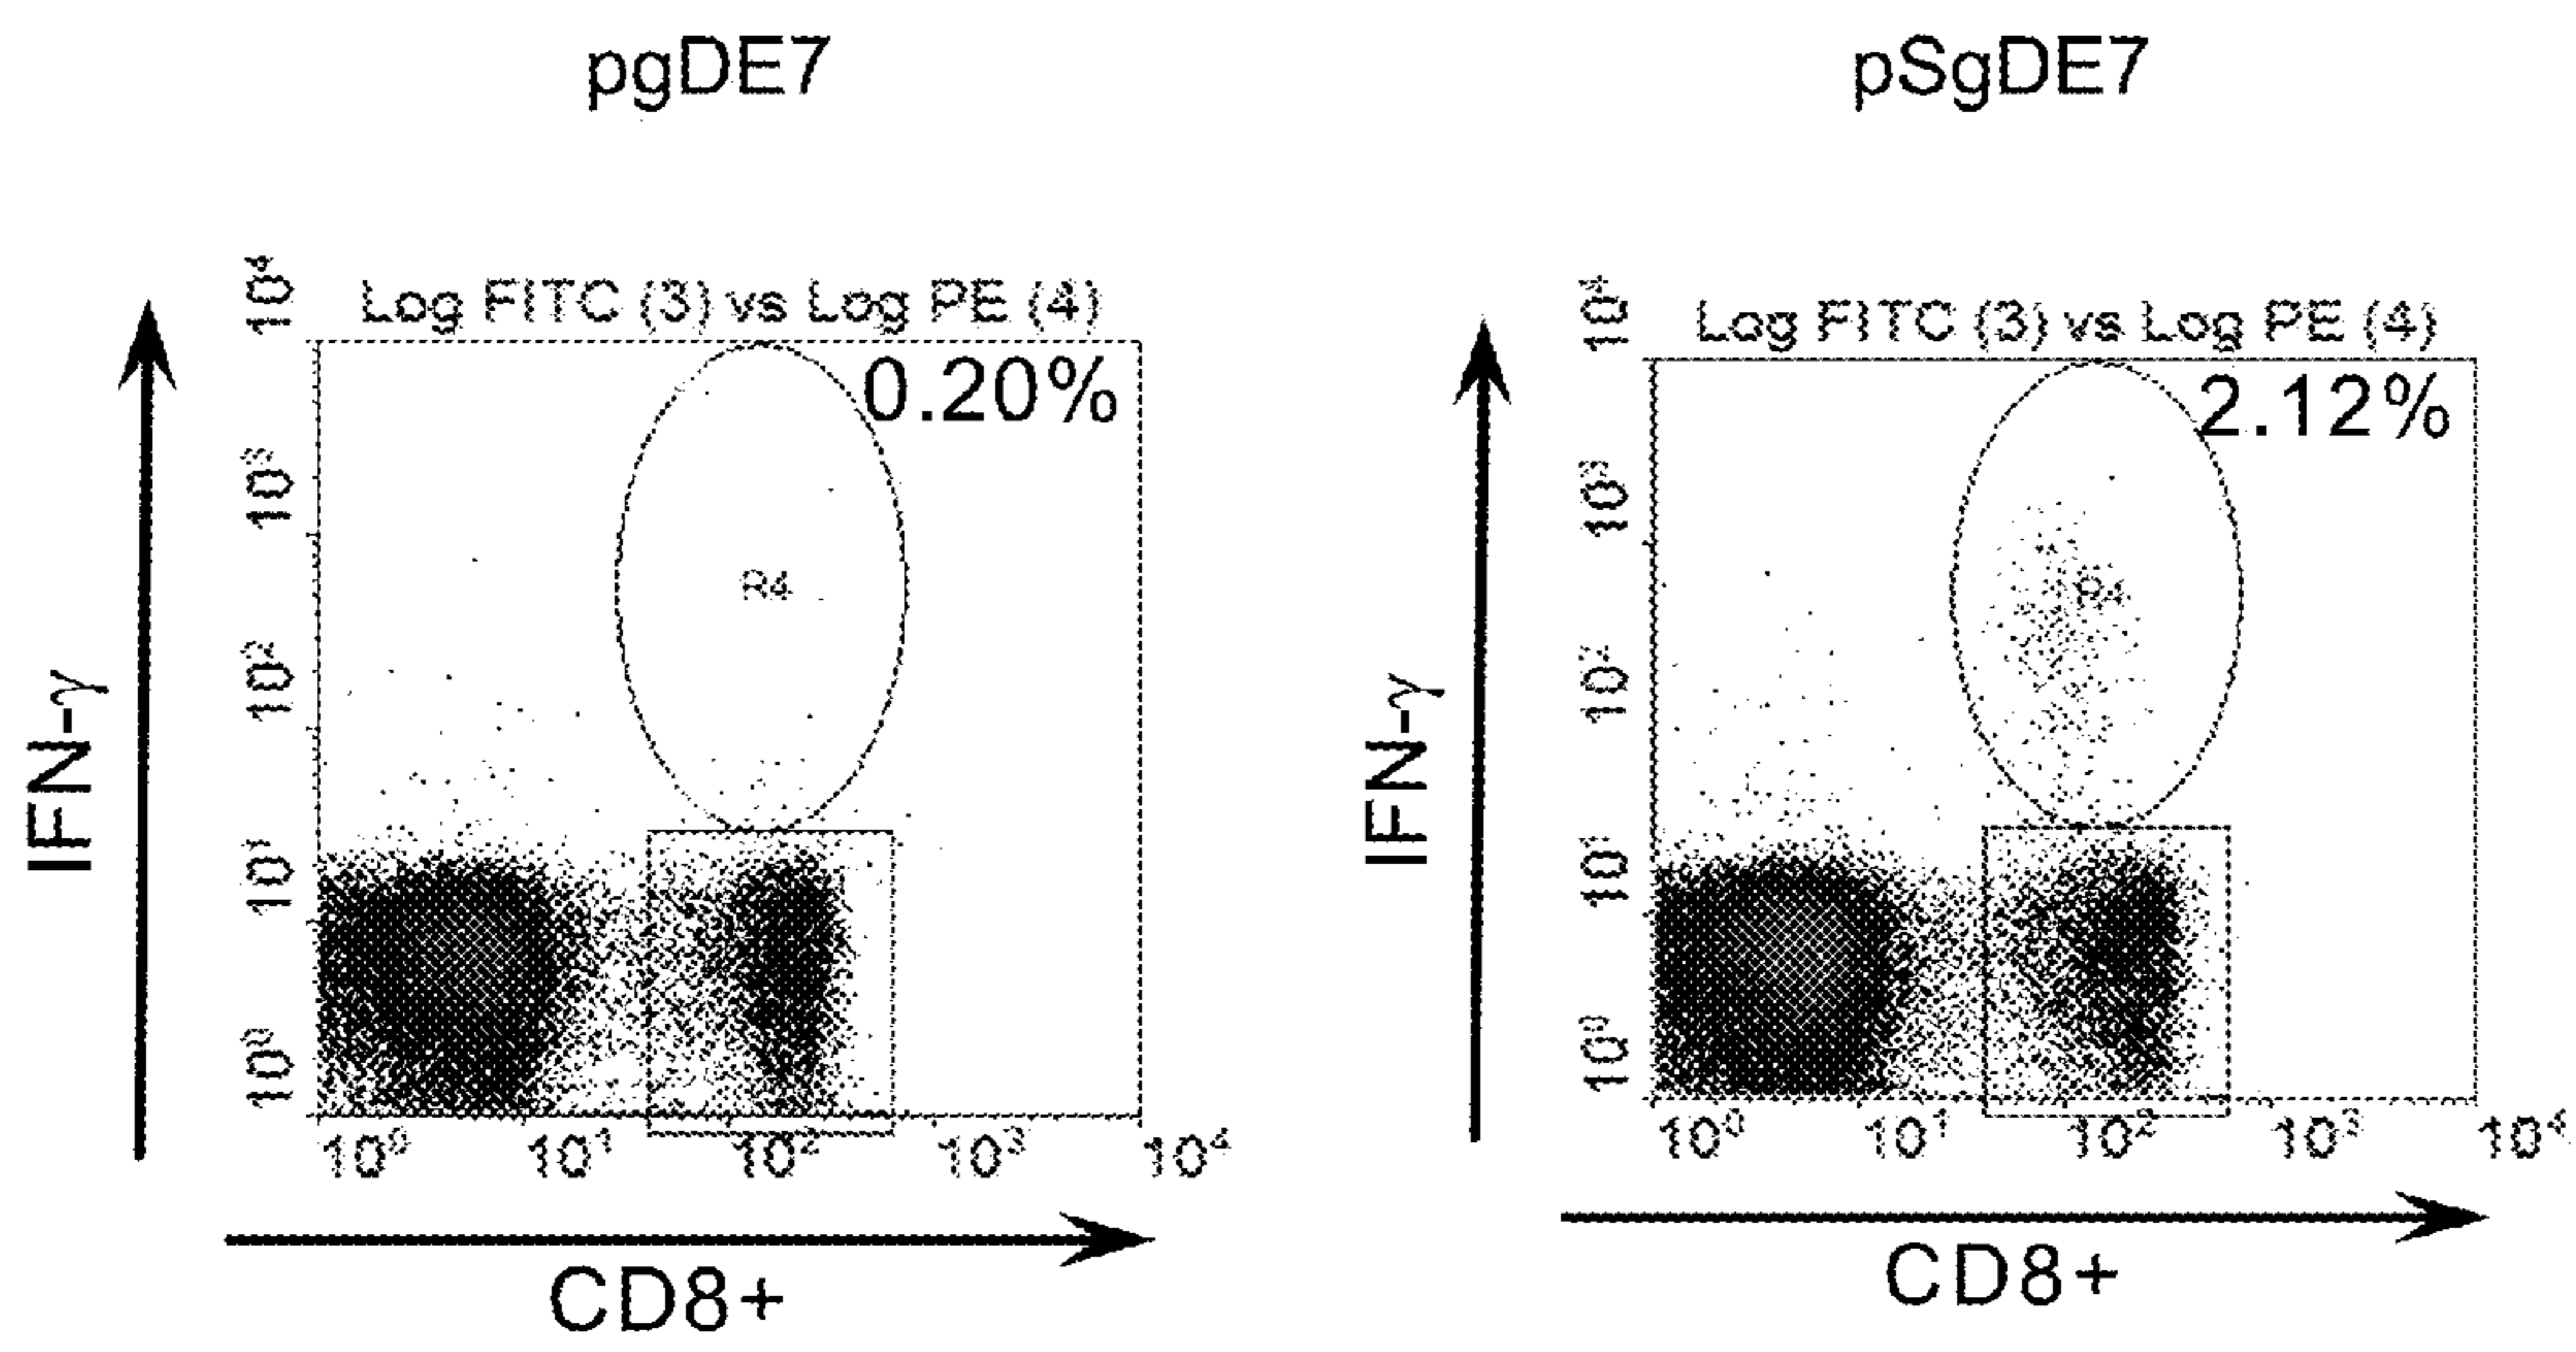 pgDE7
pSgDE7
Log FITC (3) vs Log PE (4)
0.20%
R4
IFN-γ
10⁴
10³
10²
10¹
10⁰
10⁰ 10¹ 10² 10³ 10⁴
CD8+
Log FITC (3) vs Log PE (4)
2.12%
R4
IFN-γ
10⁴
10³
10²
10¹
10⁰
10⁰ 10¹ 10² 10³ 10⁴
CD8+